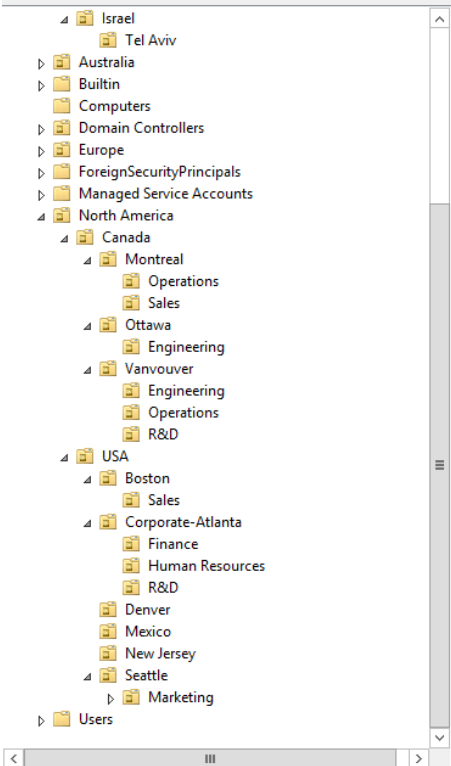 Israel
Tel Aviv
Australia
Builtin
Computers
Domain Controllers
Europe
ForeignSecurityPrincipals
Managed Service Accounts
North America
Canada
Montreal
Operations
Sales
Ottawa
Engineering
Vanvouver
Engineering
Operations
R&D
USA
Boston
Sales
Corporate-Atlanta
Finance
Human Resources
R&D
Denver
Mexico
New Jersey
Seattle
Marketing
Users